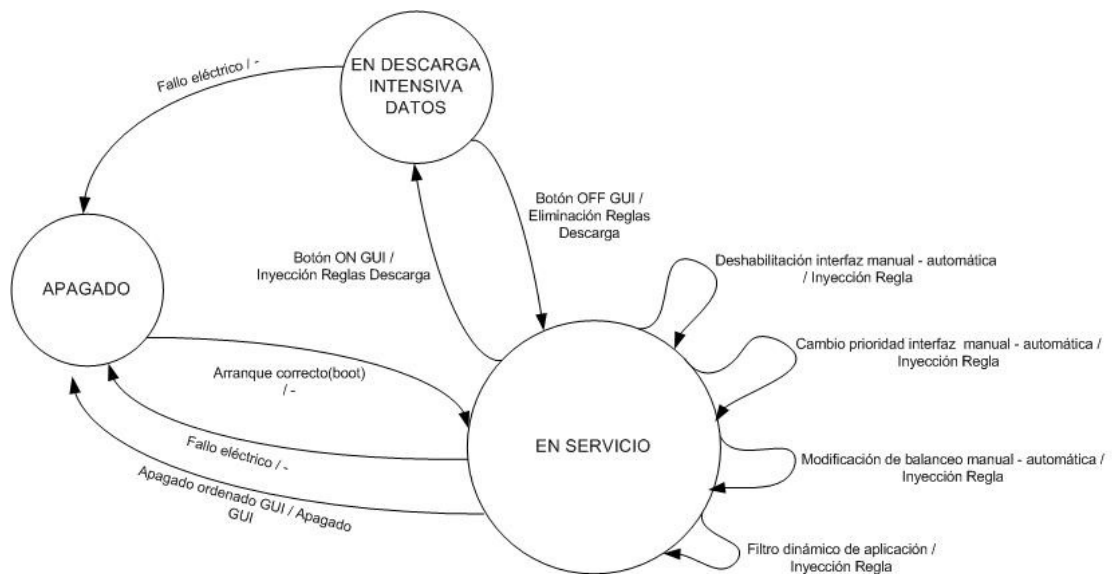 EN DESCARGA
INTENSIVA
DATOS
Fallo eléctrico / -
Botón OFF GUI /
Eliminación Reglas
Descarga
Botón ON GUI /
Inyección Reglas Descarga
Deshabilitación interfaz manual - automática
/ Inyección Regla
APAGADO
Cambio prioridad interfaz manual - automática /
Inyección Regla
Arranque correcto(boot)
/ -
EN SERVICIO
Fallo eléctrico / -
Modificación de balanceo manual - automática /
Inyección Regla
Apagado ordenado GUI / Apagado
GUI
Filtro dinámico de aplicación /
Inyección Regla